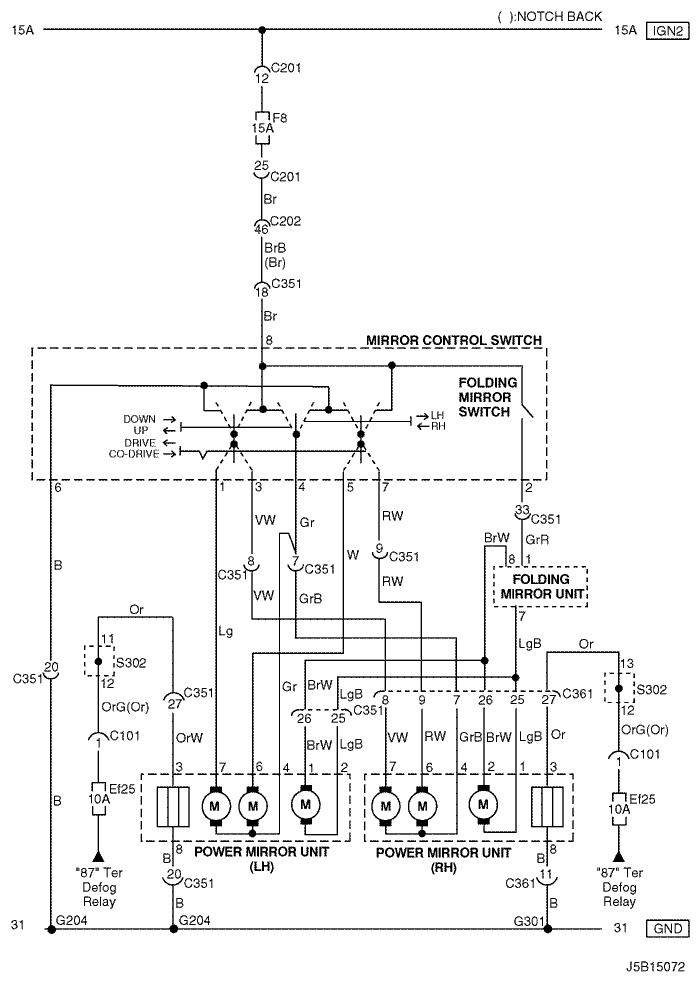 ( ):NOTCH BACK
15A 15A IGN2
C201
12
F8
15A
25
C201
Br
C202
46
BrB
(Br)
C351
18
Br
8
MIRROR CONTROL SWITCH
FOLDING
MIRROR
SWITCH
DOWN
UP
DRIVE
CO-DRIVE
LH
RH
6 1 3 4 5 7 2
33
C351
VW Gr RW
BrW GrR
B
8 7 W 9
C351 C351 C351
8 1
FOLDING
MIRROR UNIT
VW GrB RW
7
Or
Lg
LgB
Or
11
S302
12
13
S302
12
20
C351
C351
27
Gr BrW LgB
8 9 7 26 25 27 C361
26 25 C351
OrG(Or) OrW
OrG(Or)
C101
1
BrW LgB
VW RW GrB BrW LgB Or
C101
1
3 7 6 4 1 2
7 6 4 2 1 3
Ef25
10A
M M M
M M M
Ef25
10A
B
8
POWER MIRROR UNIT
(LH)
POWER MIRROR UNIT
(RH)
8
B
20
C351
B
"87" Ter
Defog
Relay
B
C361
11
B
"87" Ter
Defog
Relay
31 G204 G204 G301 31 GND
J5B15072